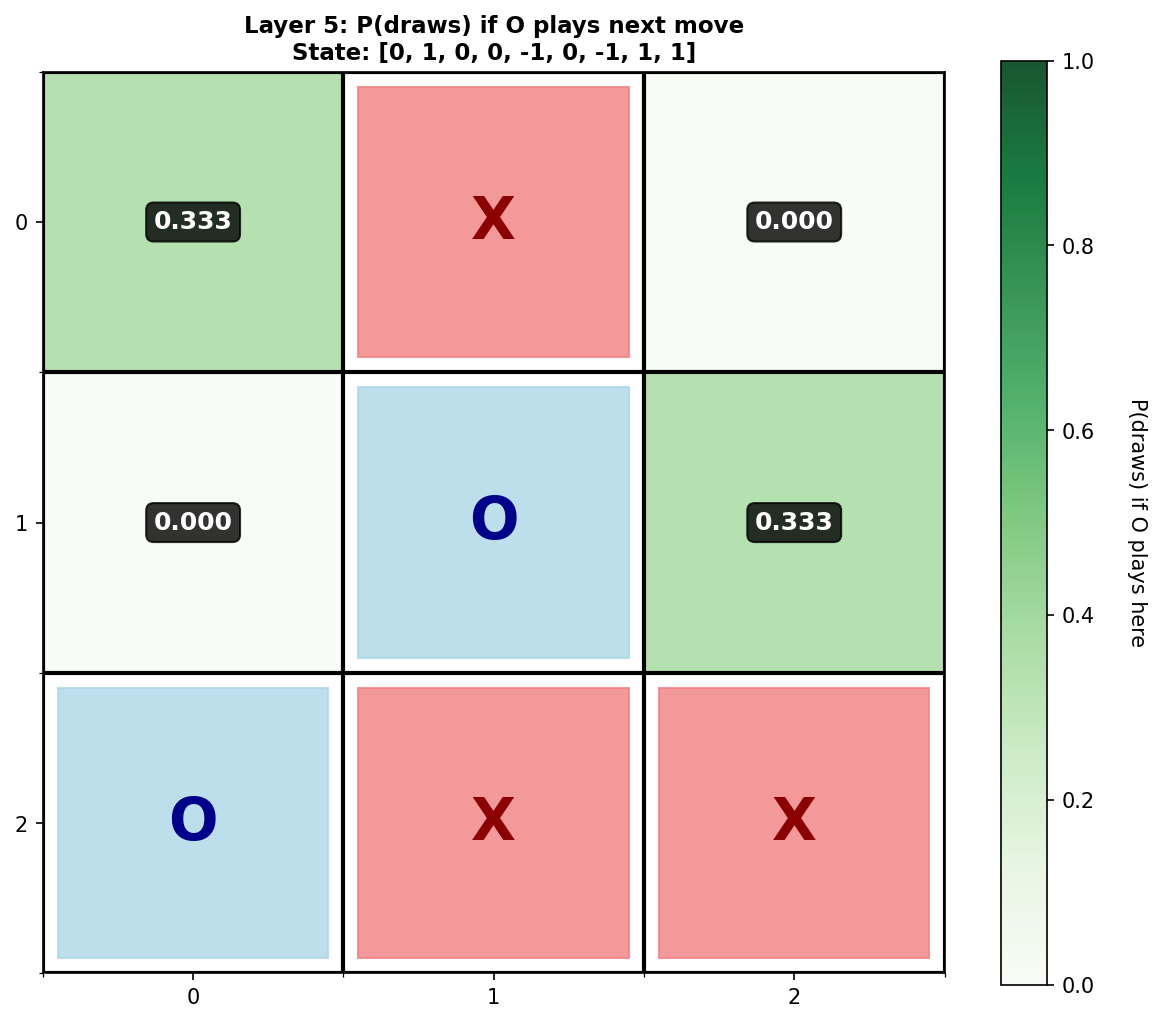 Layer 5: P(draws) if O plays next move
State: [0, 1, 0, 0, -1, 0, -1, 1, 1]
0.333 X 0.000
0.000 O 0.333
O X X
0
1
2
0 1 2
1.0
0.8
0.6
0.4
0.2
0.0
P(draws) if O plays here